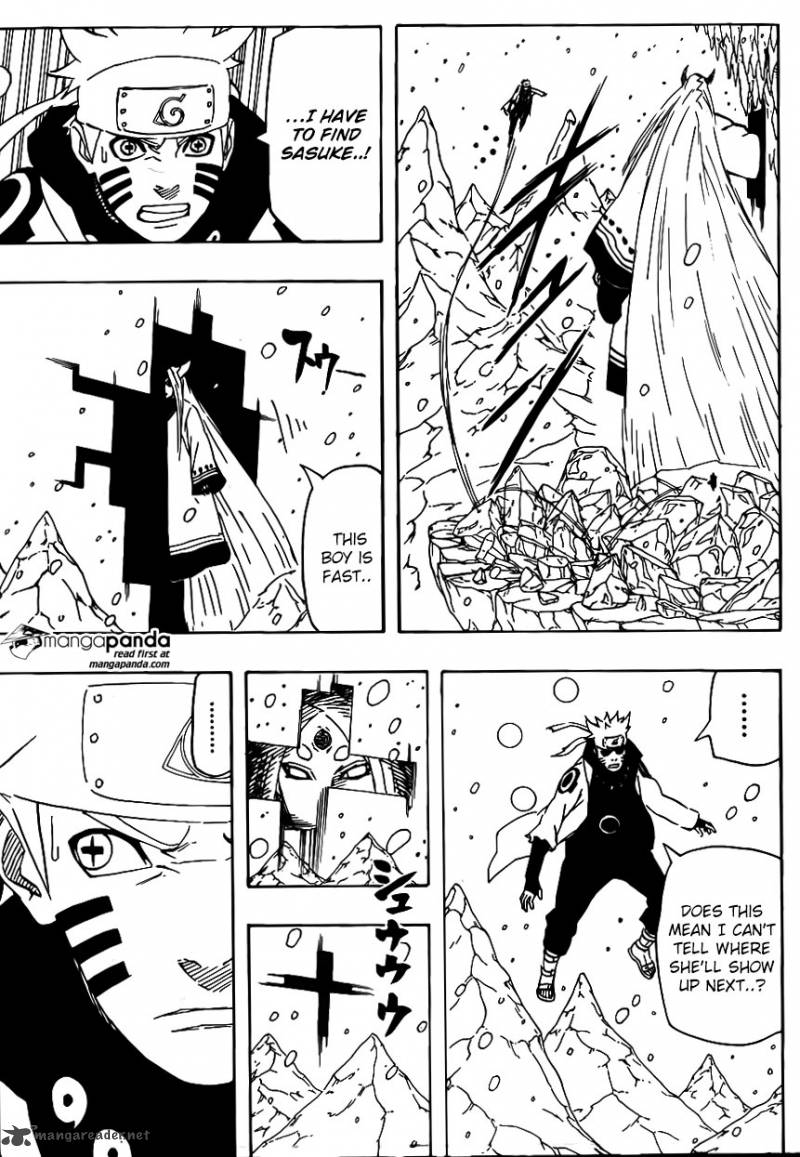 ...I HAVE
TO FIND
SASUKE..!
スゥー
THIS
BOY IS
FAST..
mangapanda
read first at
mangapanda.com
........
DOES THIS
MEAN I CAN'T
TELL WHERE
SHE'LL SHOW
UP NEXT..?
シュウウウ
........
mangareader.net